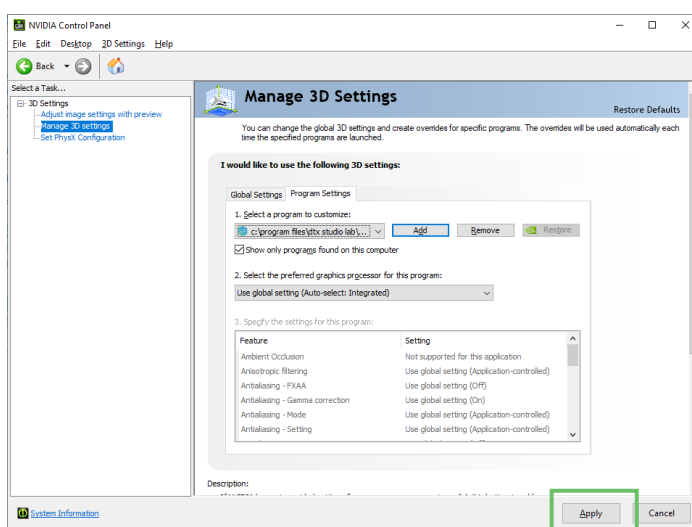 NVIDIA Control Panel
File Edit Desktop 3D Settings Help
Back
Select a Task...
3D Settings
Adjust image settings with preview
Manage 3D settings
Set PhysX Configuration
Manage 3D Settings
Restore Defaults
You can change the global 3D settings and create overrides for specific programs. The overrides will be used automatically each
time the specified programs are launched.
I would like to use the following 3D settings:
Global Settings Program Settings
1. Select a program to customize:
c:\program files\dtx studio lab\... Add Remove Restore
Show only programs found on this computer
2. Select the preferred graphics processor for this program:
Use global setting (Auto-select: Integrated)
3. Specify the settings for this program:
Feature Setting
Ambient Occlusion Not supported for this application
Anisotropic filtering Use global setting (Application-controlled)
Antialiasing - FXAA Use global setting (Off)
Antialiasing - Gamma correction Use global setting (On)
Antialiasing - Mode Use global setting (Application-controlled)
Antialiasing - Setting Use global setting (Application-controlled)
Description:
System Information
Apply Cancel